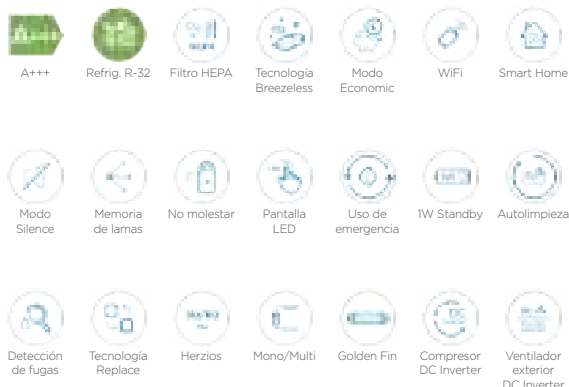 A+++
Refrig. R-32
Filtro HEPA
Tecnología
Breezeless
Modo
Economic
WiFi
Smart Home
Modo
Silence
Memoria
de lamas
No molestar
Pantalla
LED
Uso de
emergencia
1W Standby
Autolimpieza
Detección
de fugas
Tecnología
Replace
Herzios
Mono/Multi
Golden Fin
Compresor
DC Inverter
Ventilador
exterior
DC Inverter